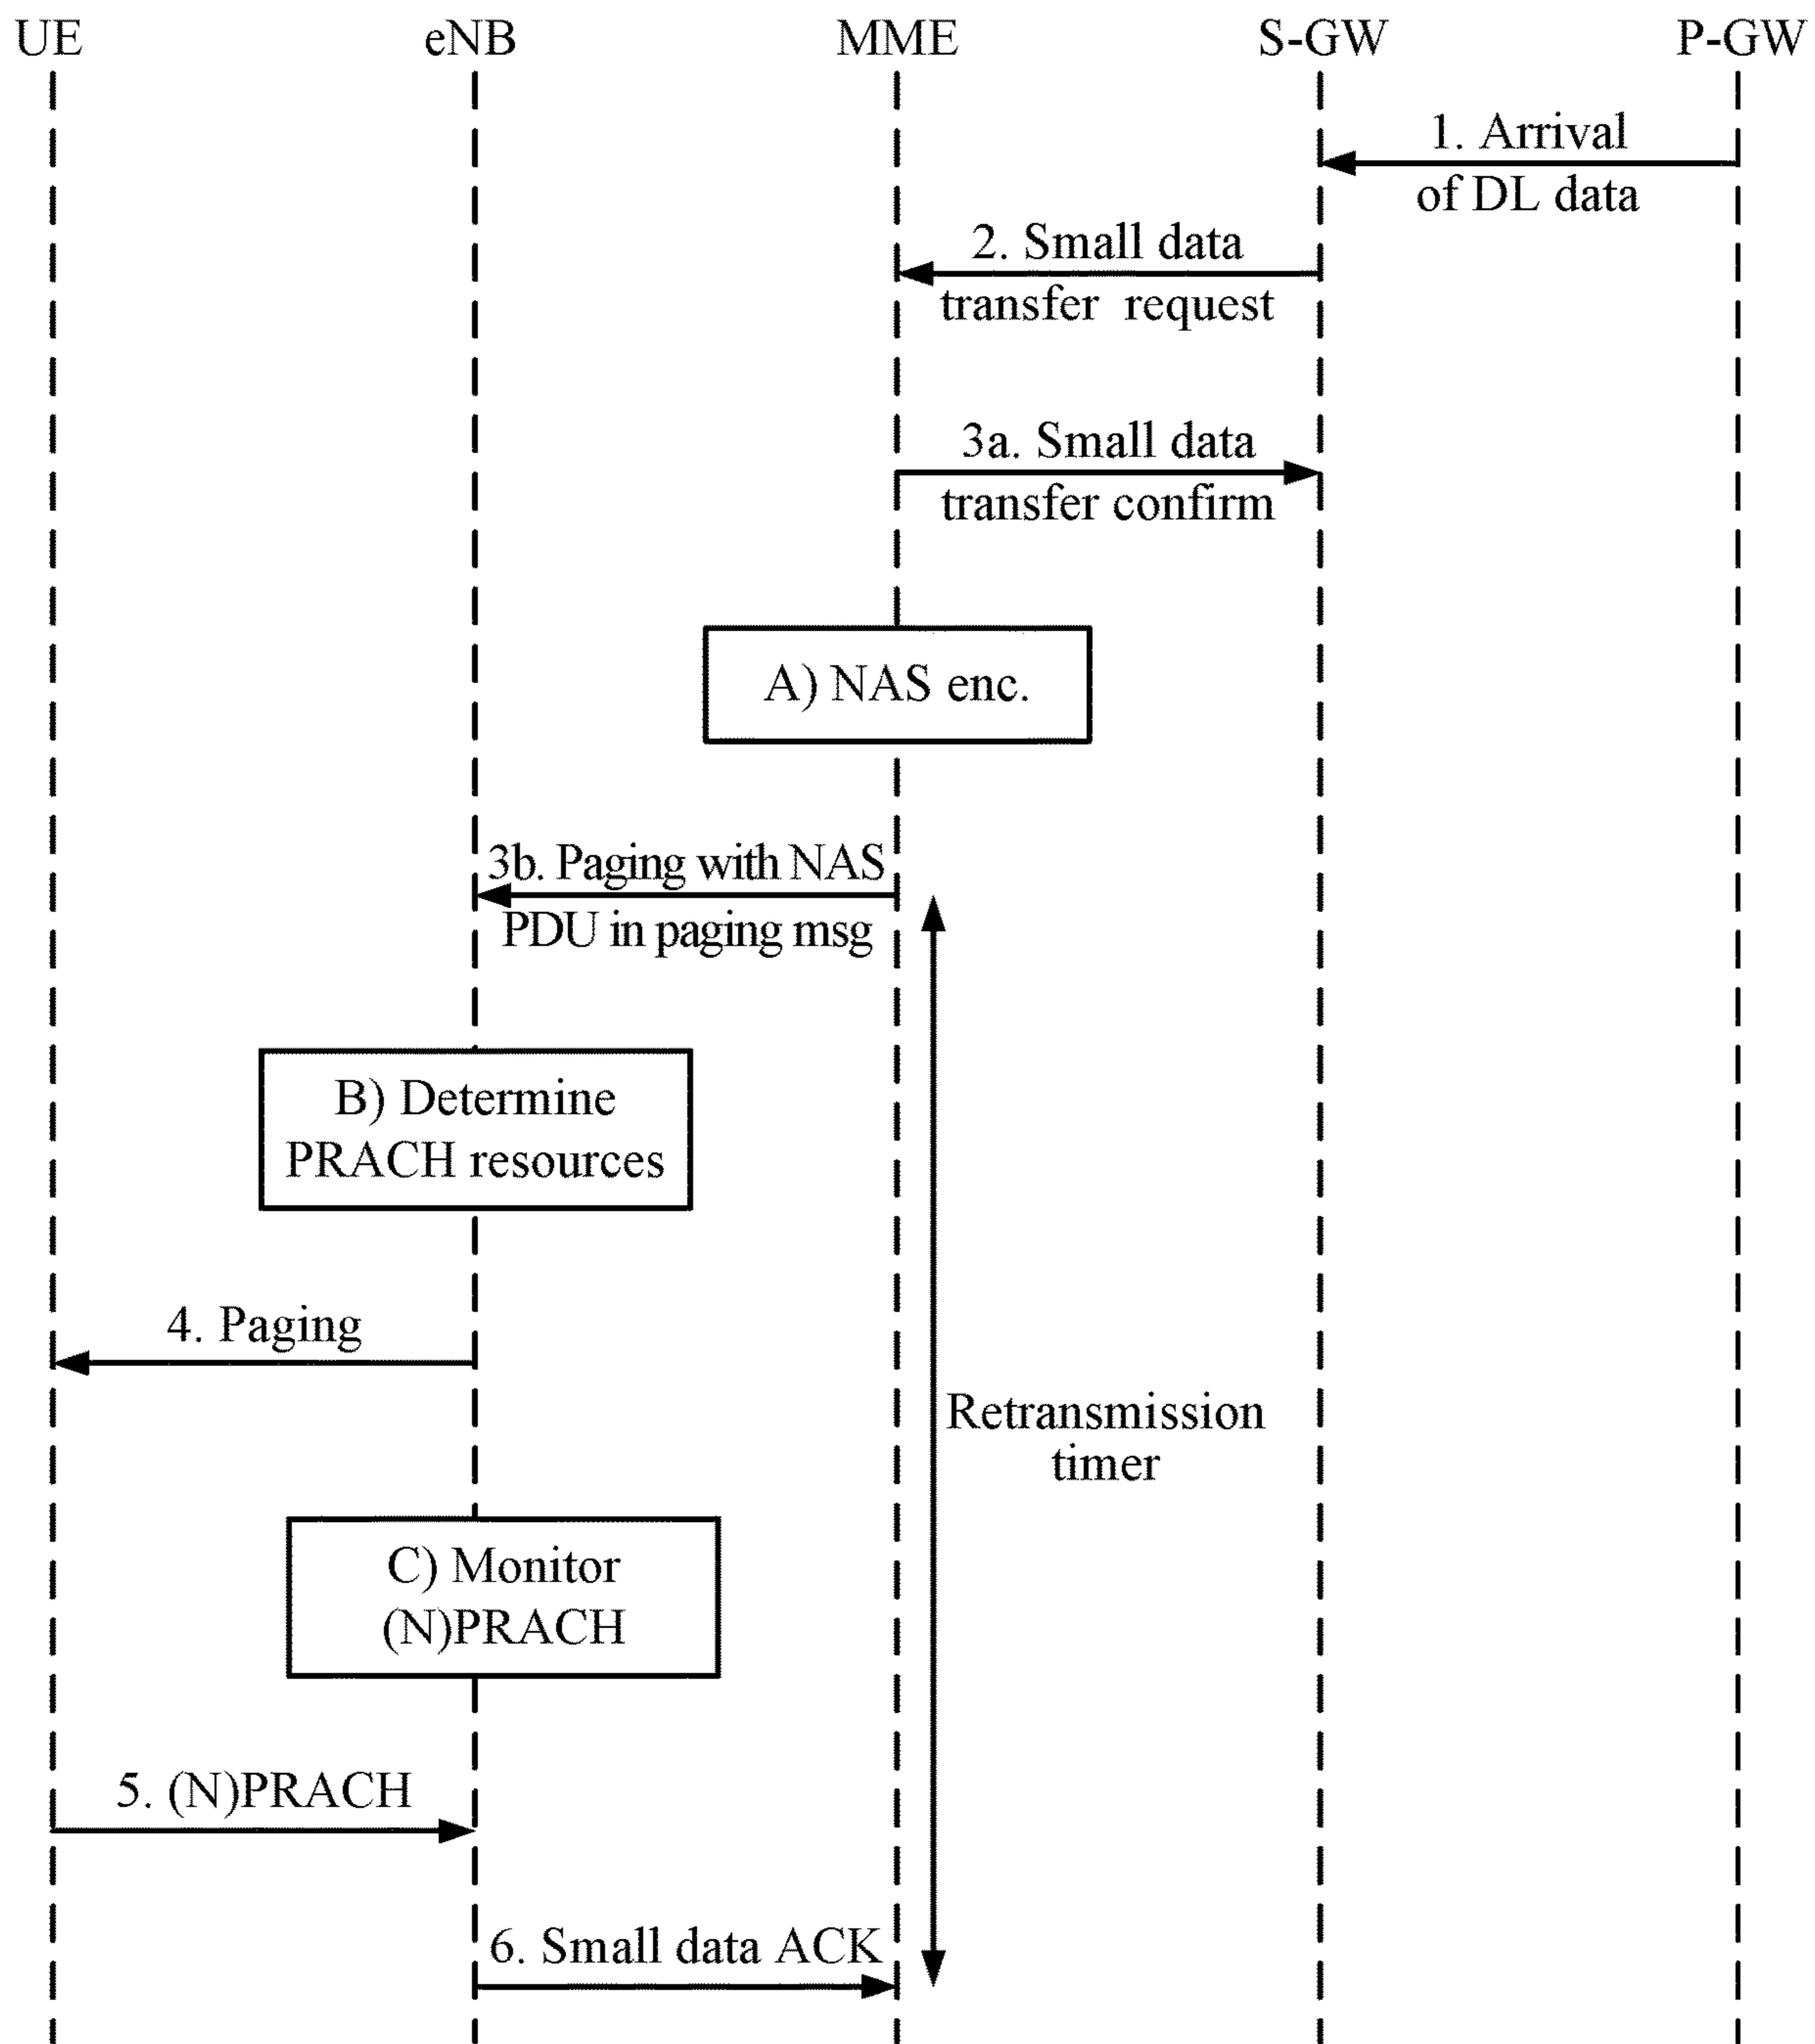 UE eNB MME S-GW P-GW
1. Arrival
of DL data
2. Small data
transfer request
3a. Small data
transfer confirm
A) NAS enc.
3b. Paging with NAS
PDU in paging msg
B) Determine
PRACH resources
4. Paging
Retransmission
timer
C) Monitor
(N)PRACH
5. (N)PRACH
6. Small data ACK